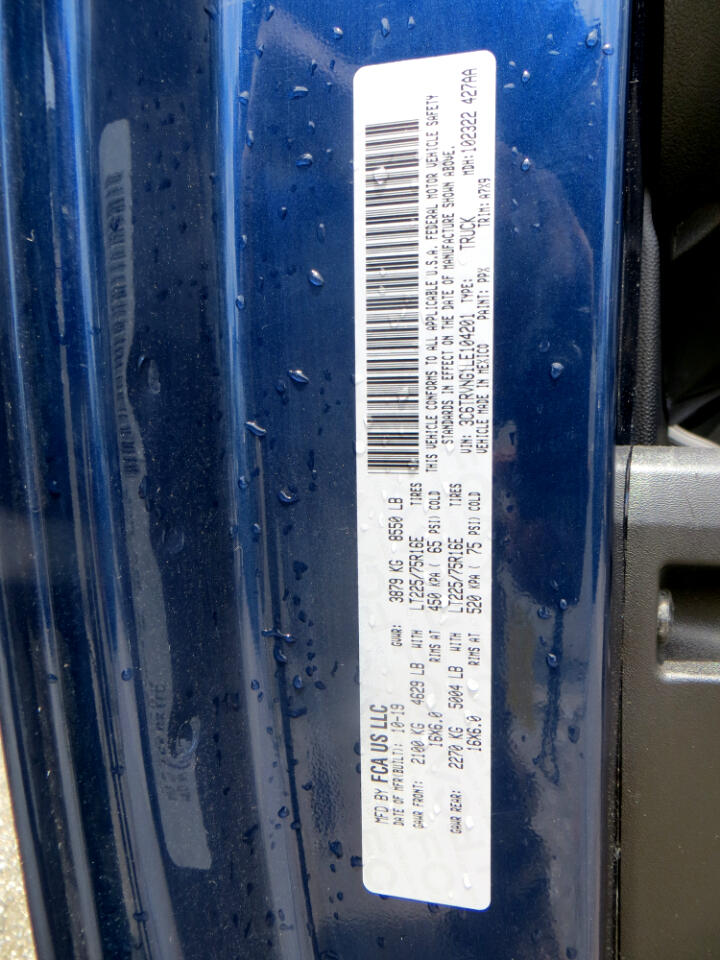 MFD BY FCA US LLC
DATE OF MFR(BUILT): 10-19 GVWR: 3879 KG 8550 LB
GAWR FRONT: 2100 KG 4629 LB WITH LT225/75R16E TIRES
16X6.0 RIMS AT 450 KPA ( 65 PSI) COLD
GAWR REAR: 2270 KG 5004 LB WITH LT225/75R16E TIRES
16X6.0 RIMS AT 520 KPA ( 75 PSI) COLD
THIS VEHICLE CONFORMS TO ALL APPLICABLE U.S.A. FEDERAL MOTOR VEHICLE SAFETY
STANDARDS IN EFFECT ON THE DATE OF MANUFACTURE SHOWN ABOVE.
VIN: 3C6TRVNG1LE104201 TYPE: TRUCK MDH: 102322 427AA
VEHICLE MADE IN MEXICO PAINT: PPX TRIM: A7X9